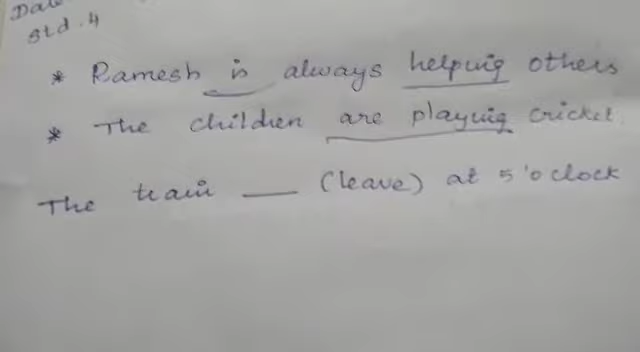 Std. 4
* Ramesh is always helping others
* The children are playing cricket.
The train ___ (leave) at 5 'o clock